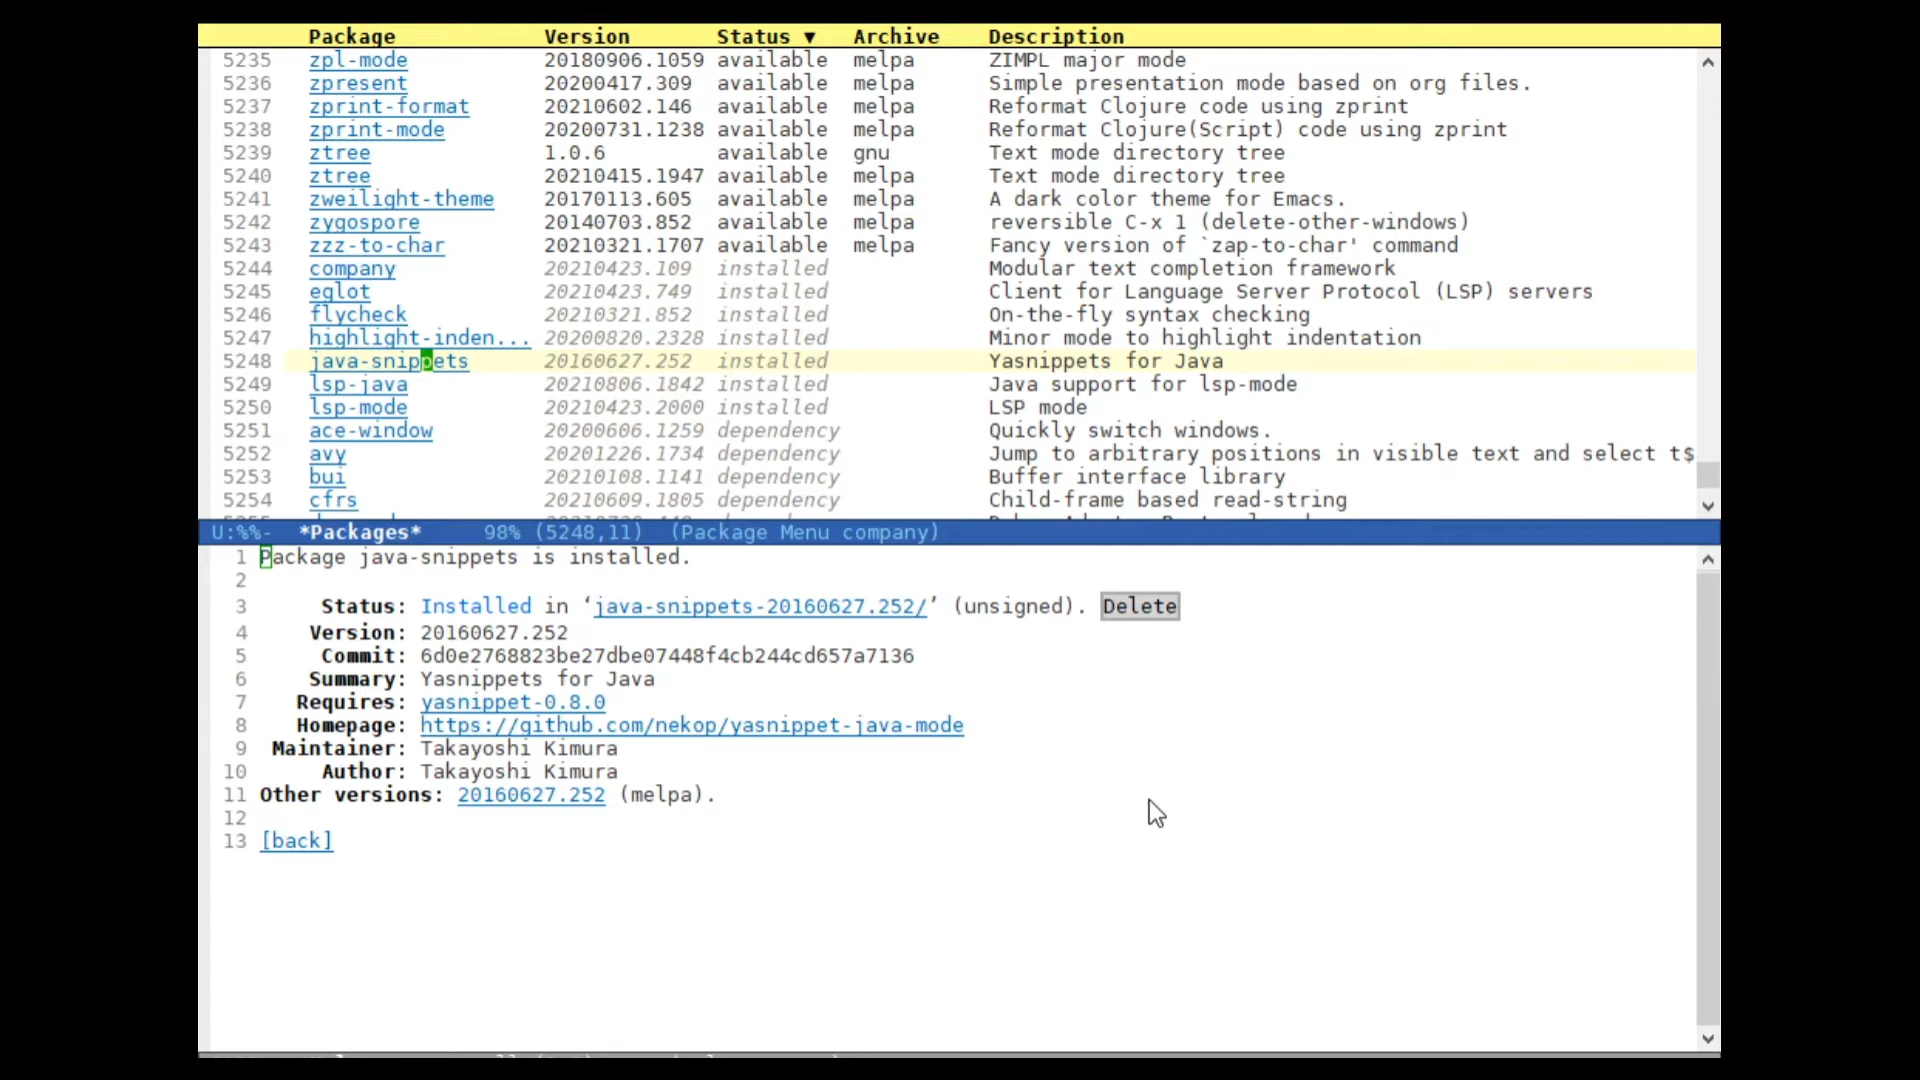 Package Version Status ▼ Archive Description
5235 zpl-mode 20180906.1059 available melpa ZIMPL major mode
5236 zpresent 20200417.309 available melpa Simple presentation mode based on org files.
5237 zprint-format 20210602.146 available melpa Reformat Clojure code using zprint
5238 zprint-mode 20200731.1238 available melpa Reformat Clojure(Script) code using zprint
5239 ztree 1.0.6 available gnu Text mode directory tree
5240 ztree 20210415.1947 available melpa Text mode directory tree
5241 zweilight-theme 20170113.605 available melpa A dark color theme for Emacs.
5242 zygospore 20140703.852 available melpa reversible C-x 1 (delete-other-windows)
5243 zzz-to-char 20210321.1707 available melpa Fancy version of `zap-to-char' command
5244 company 20210423.109 installed Modular text completion framework
5245 eglot 20210423.749 installed Client for Language Server Protocol (LSP) servers
5246 flycheck 20210321.852 installed On-the-fly syntax checking
5247 highlight-inden... 20200820.2328 installed Minor mode to highlight indentation
5248 java-snippets 20160627.252 installed Yasnippets for Java
5249 lsp-java 20210806.1842 installed Java support for lsp-mode
5250 lsp-mode 20210423.2000 installed LSP mode
5251 ace-window 20200606.1259 dependency Quickly switch windows.
5252 avy 20201226.1734 dependency Jump to arbitrary positions in visible text and select t$
5253 bui 20210108.1141 dependency Buffer interface library
5254 cfrs 20210609.1805 dependency Child-frame based read-string
U:%%- *Packages* 98% (5248,11) (Package Menu company)
1 Package java-snippets is installed.
2
3 Status: Installed in ‘java-snippets-20160627.252/’ (unsigned). Delete
4 Version: 20160627.252
5 Commit: 6d0e2768823be27dbe07448f4cb244cd657a7136
6 Summary: Yasnippets for Java
7 Requires: yasnippet-0.8.0
8 Homepage: https://github.com/nekop/yasnippet-java-mode
9 Maintainer: Takayoshi Kimura
10 Author: Takayoshi Kimura
11 Other versions: 20160627.252 (melpa).
12
13 [back]